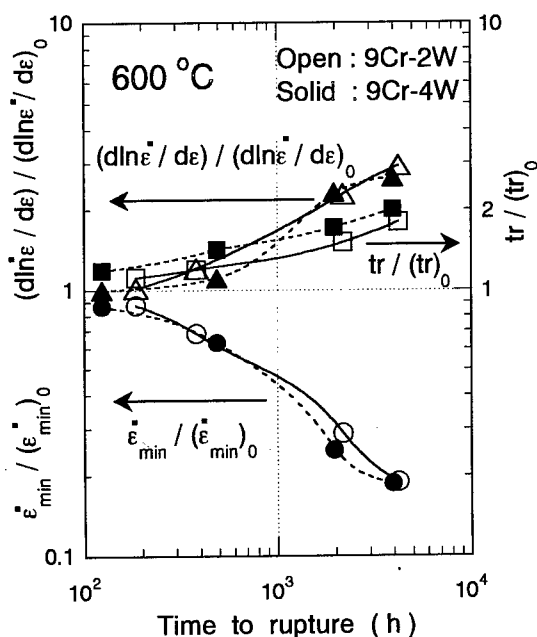 10
10
600 °C
Open : 9Cr-2W
Solid : 9Cr-4W
5
(dlnε̇ / dε) / (dlnε̇ / dε)₀
2
tr / (tr)₀
1
1
ε̇min / (ε̇min)₀
0.1
10² 10³ 10⁴
Time to rupture ( h )
(dlnε̇ / dε) / (dlnε̇ / dε)₀
ε̇min / (ε̇min)₀
tr / (tr)₀